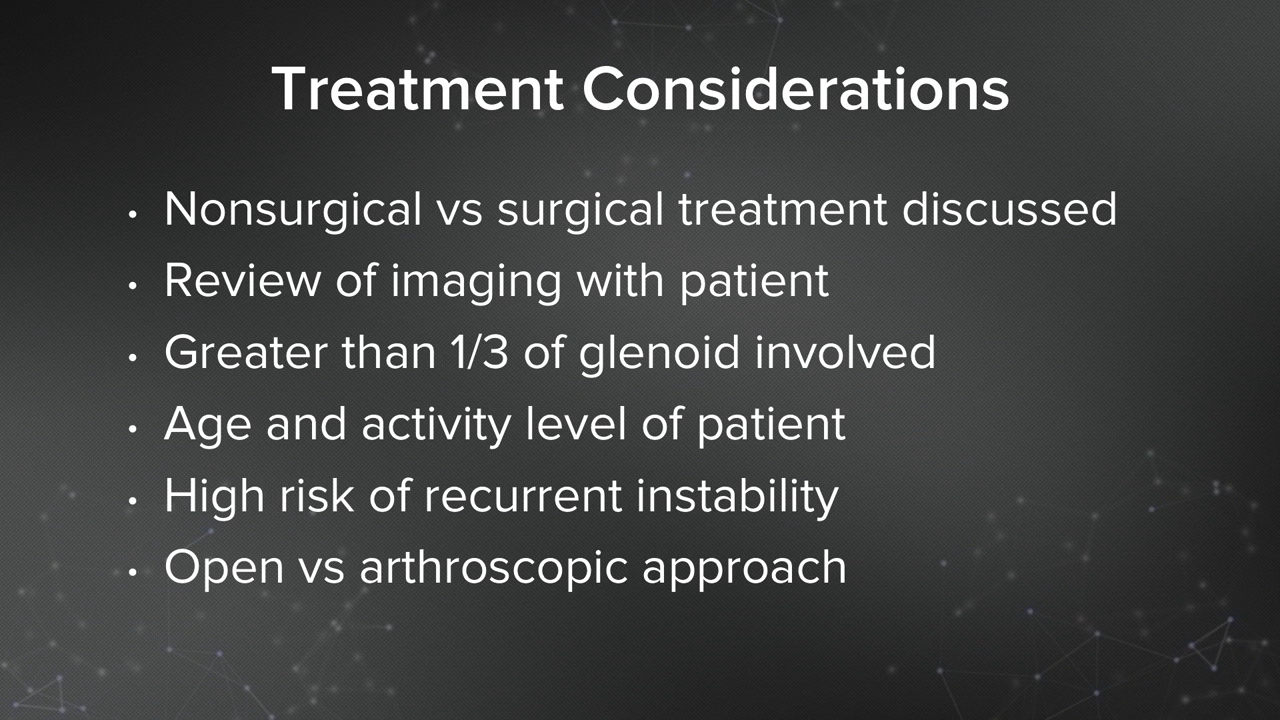 Treatment Considerations
• Nonsurgical vs surgical treatment discussed
• Review of imaging with patient
• Greater than 1/3 of glenoid involved
• Age and activity level of patient
• High risk of recurrent instability
• Open vs arthroscopic approach